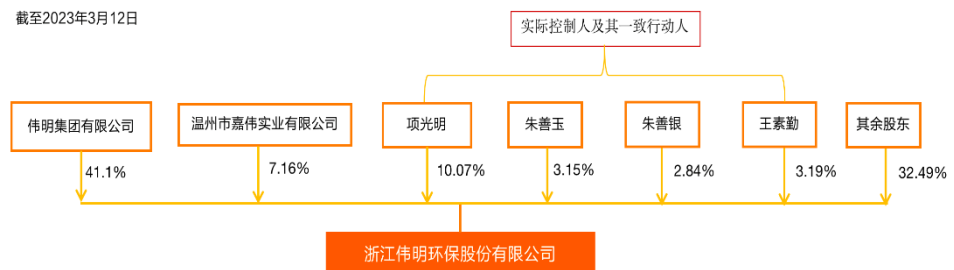 截至2023年3月12日
实际控制人及其一致行动人
伟明集团有限公司
温州市嘉伟实业有限公司
项光明
朱善玉
朱善银
王素勤
其余股东
41.1%
7.16%
10.07%
3.15%
2.84%
3.19%
32.49%
浙江伟明环保股份有限公司